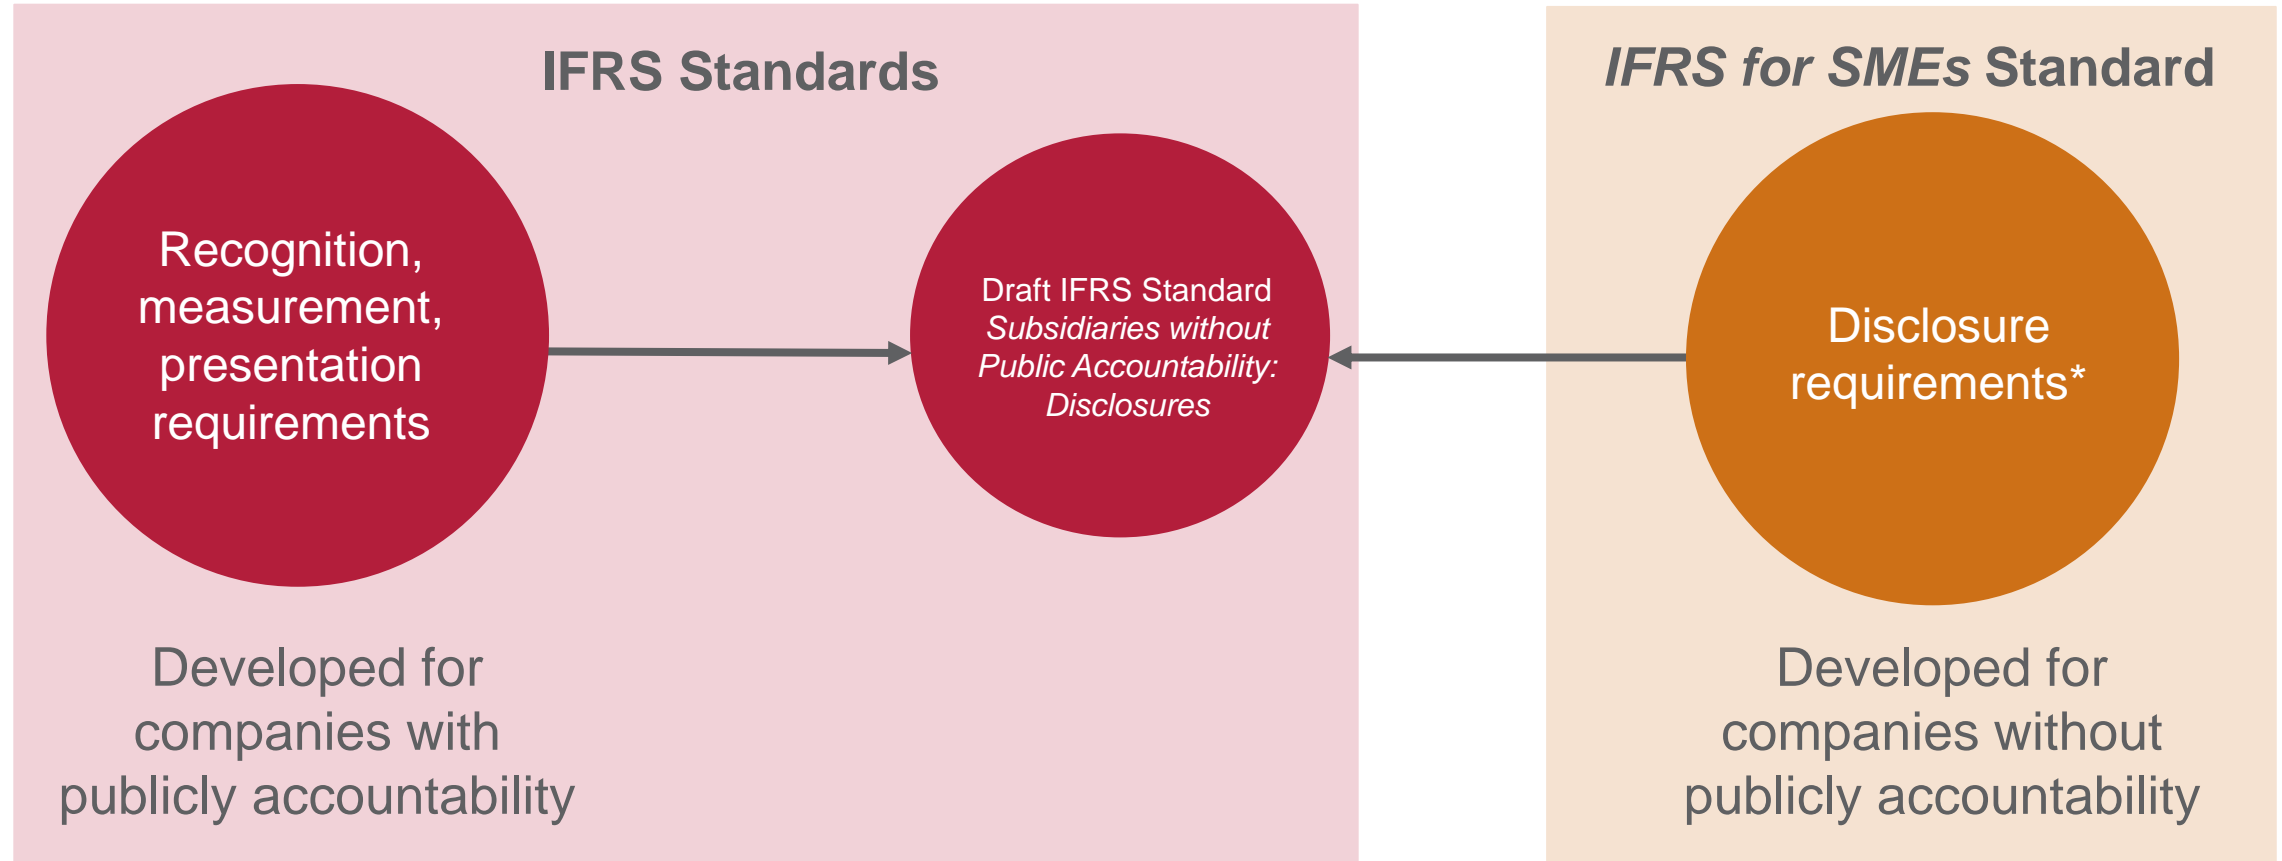 IFRS Standards
Recognition,
measurement,
presentation
requirements
Draft IFRS Standard
Subsidiaries without
Public Accountability:
Disclosures
Developed for
companies with
publicly accountability
IFRS for SMEs Standard
Disclosure
requirements*
Developed for
companies without
publicly accountability